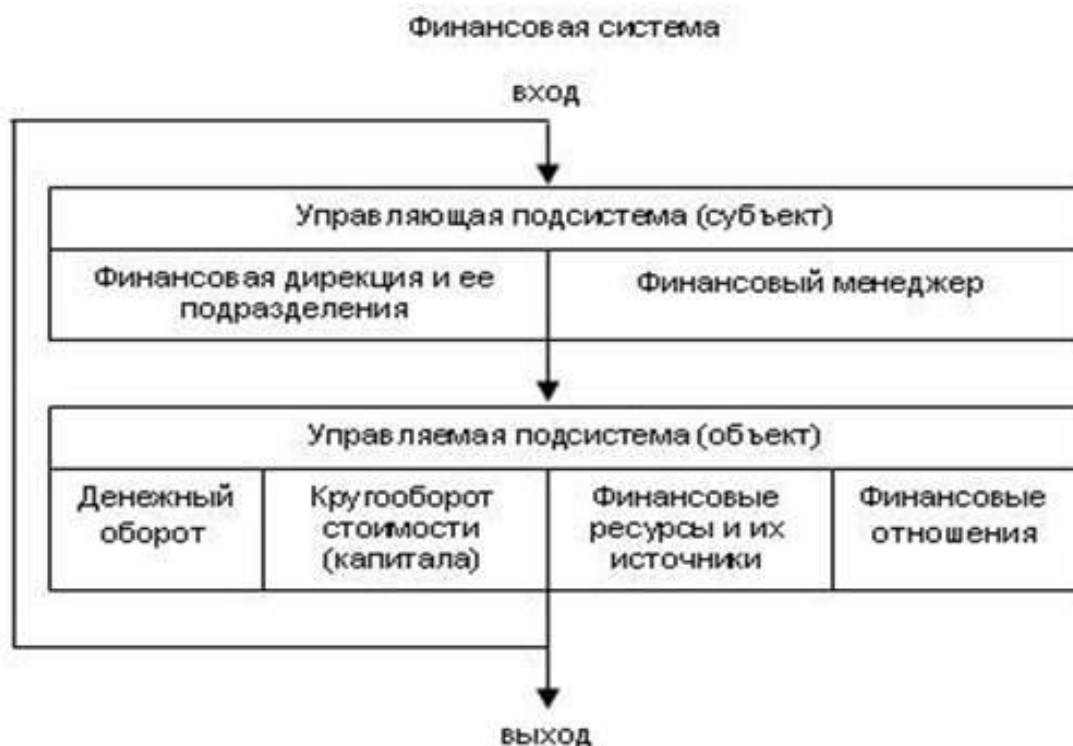 Финансовая система
вход
Управляющая подсистема (субъект)
Финансовая дирекция и ее
подразделения
Финансовый менеджер
Управляемая подсистема (объект)
Денежный
оборот
Кругооборот
стоимости
(капитала)
Финансовые
ресурсы и их
источники
Финансовые
отношения
выход